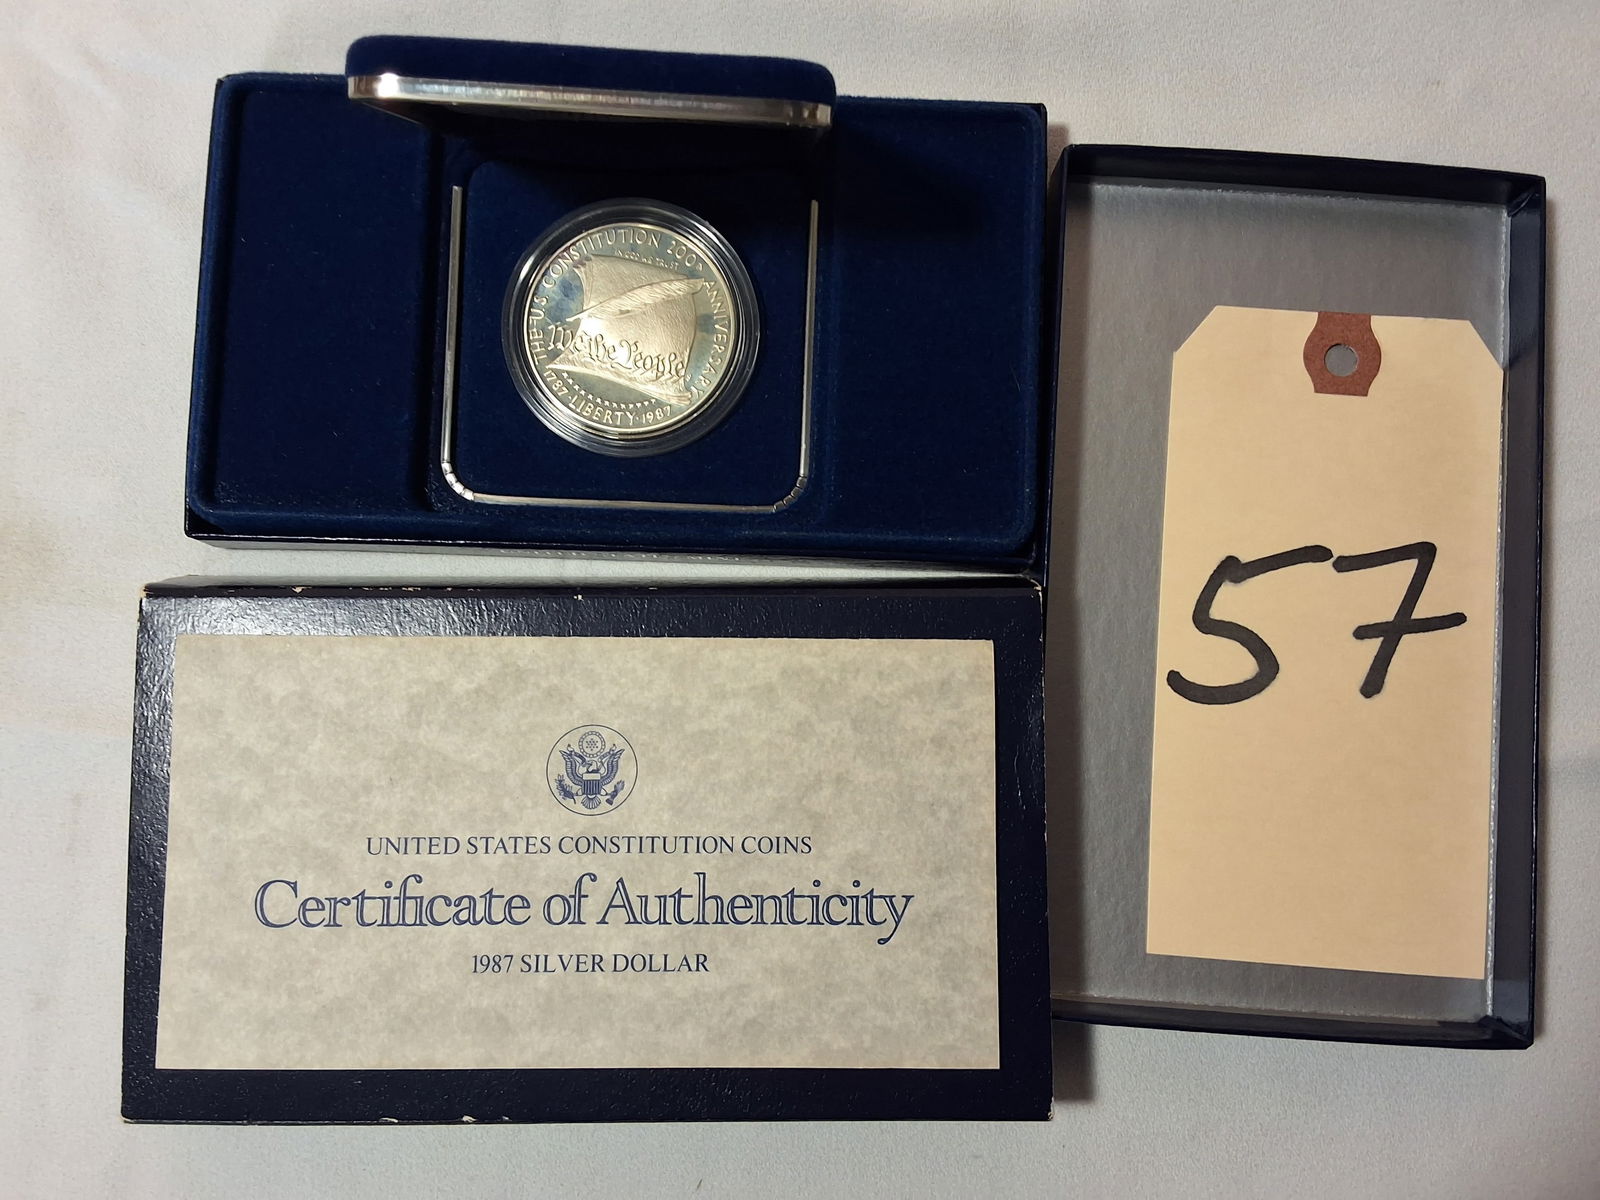 THE U.S. CONSTITUTION 200TH ANNIVERSARY
IN GOD WE TRUST
We the People
1787 · LIBERTY · 1987
UNITED STATES CONSTITUTION COINS
Certificate of Authenticity
1987 SILVER DOLLAR
57